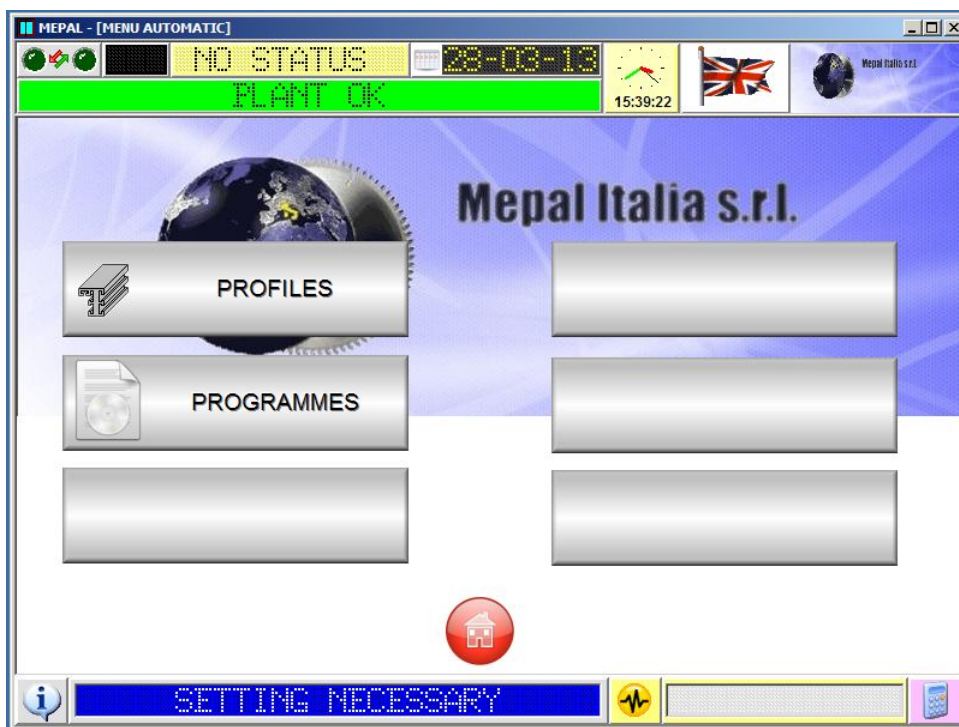 MEPAL - [MENU AUTOMATIC]
NO STATUS
28-03-13
PLANT OK
15:39:22
Mepal Italia s.r.l.
Mepal Italia s.r.l.
PROFILES
PROGRAMMES
SETTING NECESSARY